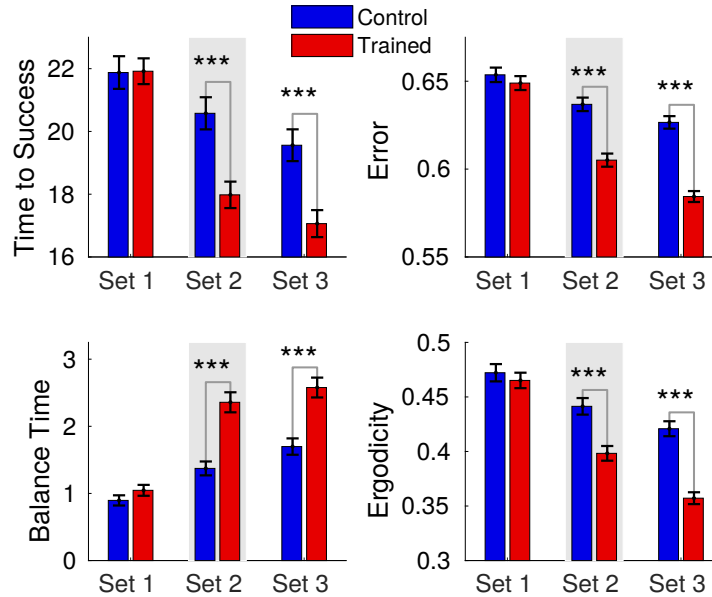 Control
Trained
Time to Success
22
20
18
16
***
***
Set 1 Set 2 Set 3
Error
0.65
0.6
0.55
***
***
Set 1 Set 2 Set 3
Balance Time
3
2
1
0
***
***
Set 1 Set 2 Set 3
Ergodicity
0.5
0.45
0.4
0.35
0.3
***
***
Set 1 Set 2 Set 3